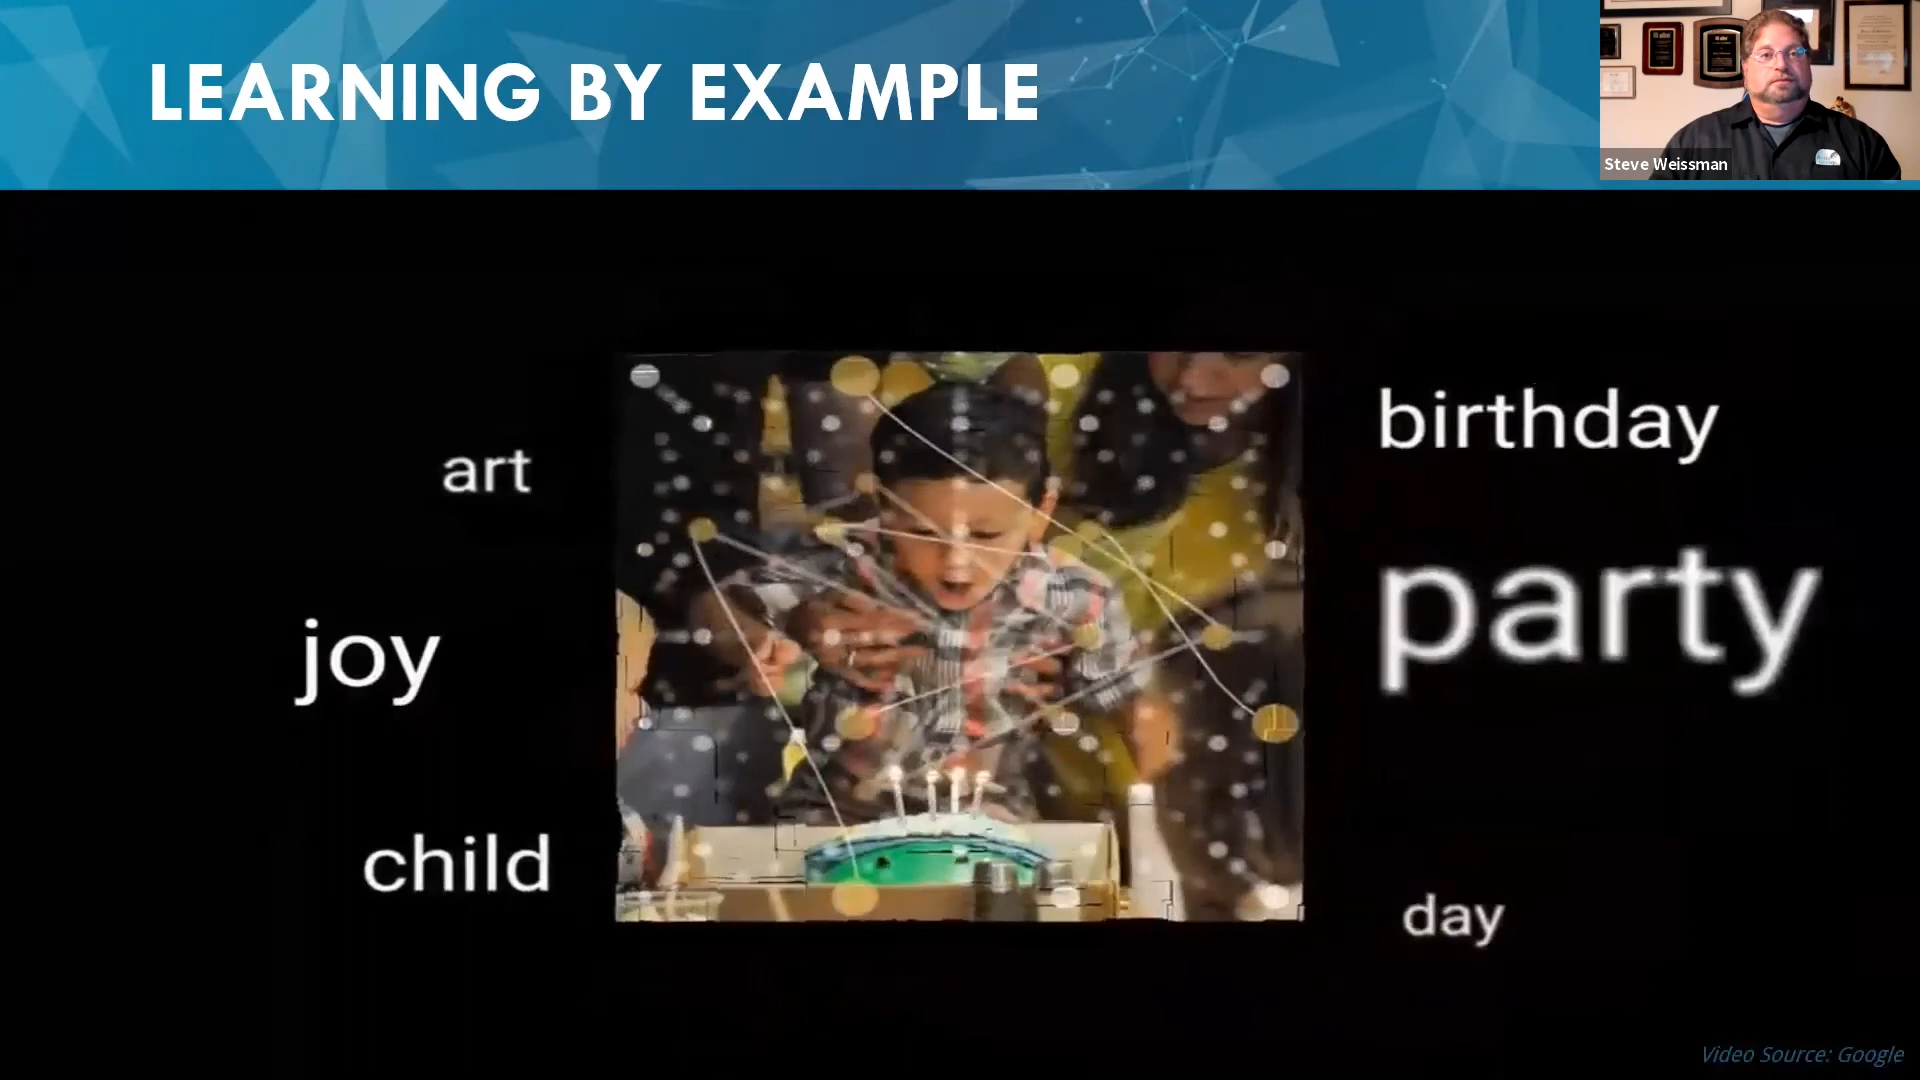 LEARNING BY EXAMPLE
Steve Weissman
art
birthday
party
joy
child
day
Video Source: Google